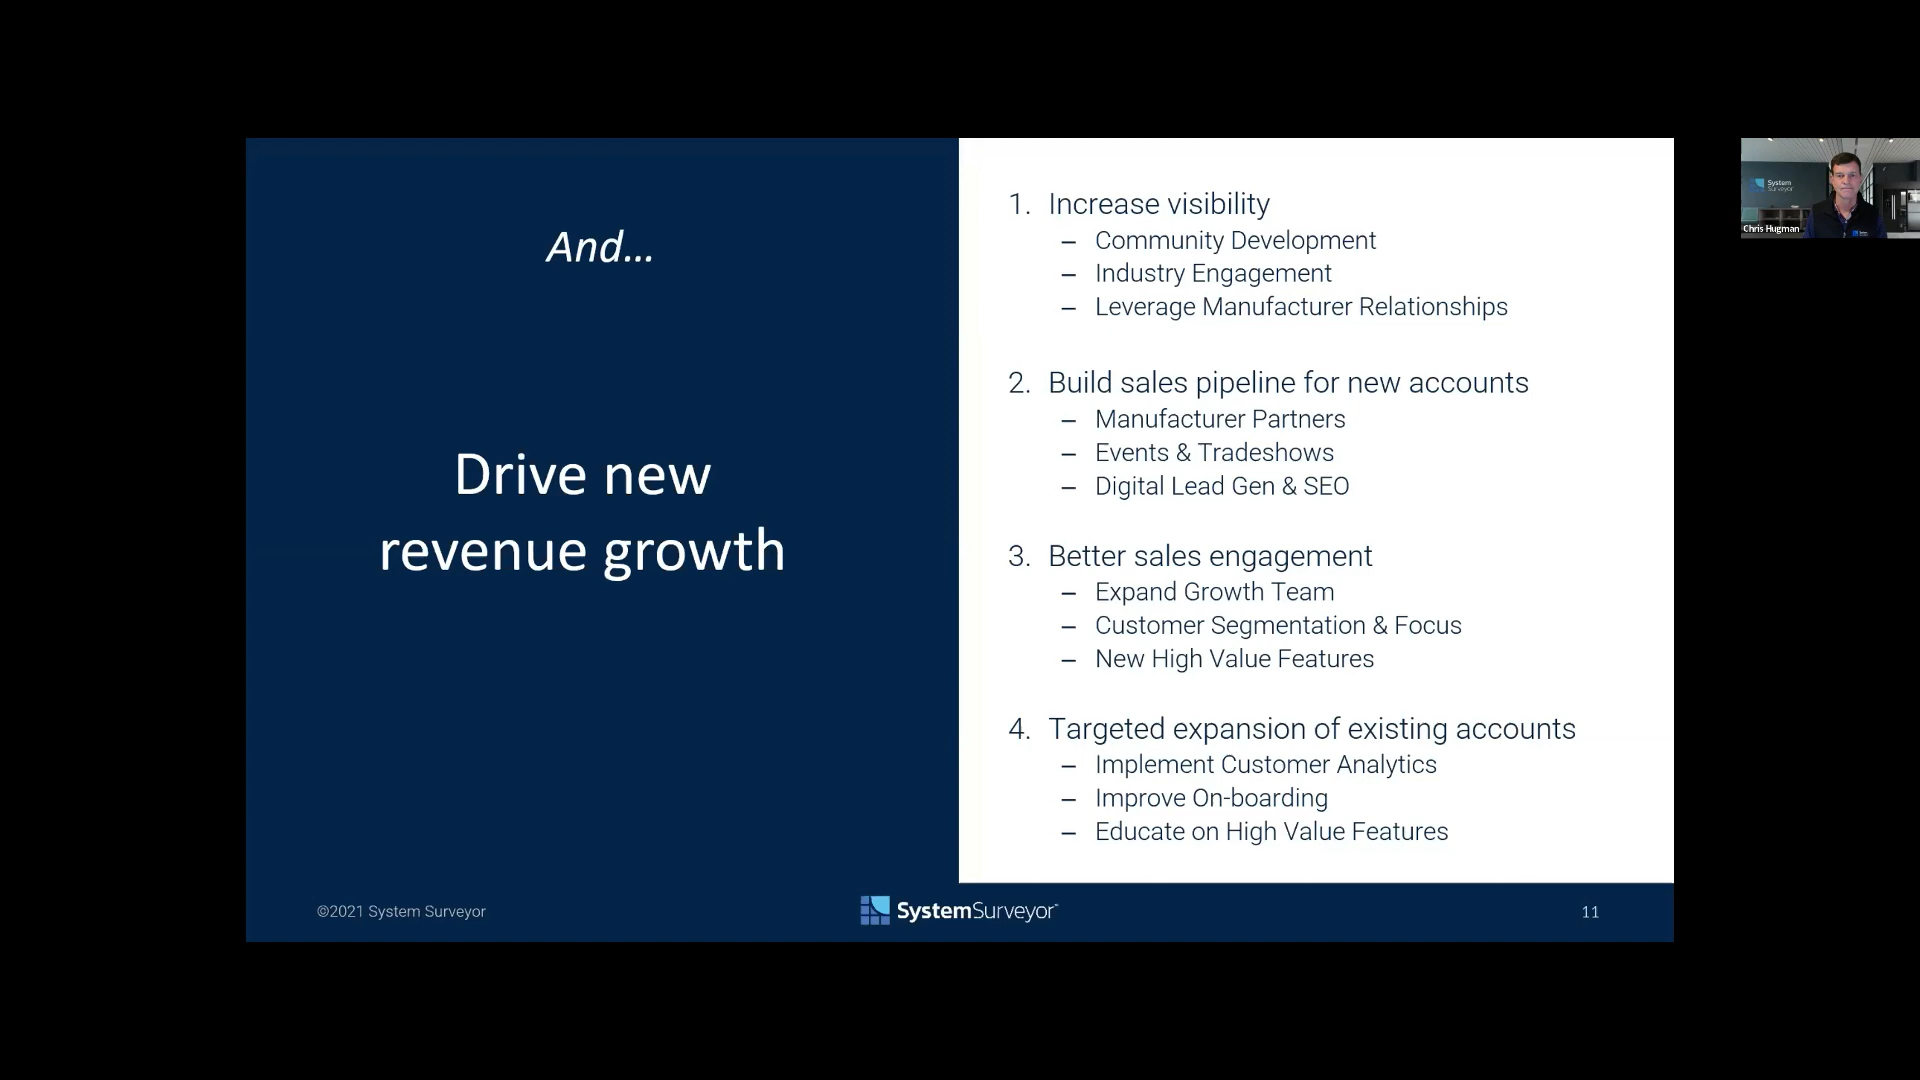 And...
Drive new
revenue growth
1. Increase visibility
– Community Development
– Industry Engagement
– Leverage Manufacturer Relationships
2. Build sales pipeline for new accounts
– Manufacturer Partners
– Events & Tradeshows
– Digital Lead Gen & SEO
3. Better sales engagement
– Expand Growth Team
– Customer Segmentation & Focus
– New High Value Features
4. Targeted expansion of existing accounts
– Implement Customer Analytics
– Improve On-boarding
– Educate on High Value Features
©2021 System Surveyor
SystemSurveyor
11
System
Surveyor
Chris Hugman